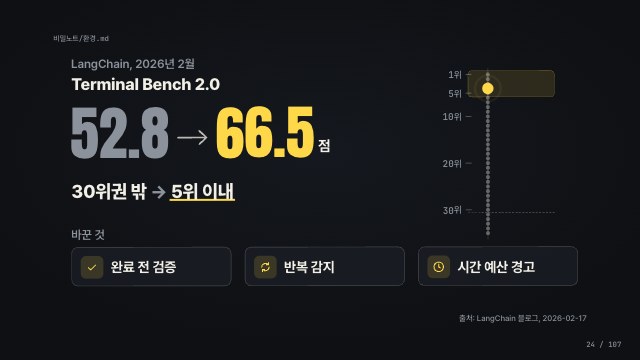 비밀노트/환경.md
LangChain, 2026년 2월
Terminal Bench 2.0
52.8 → 66.5점
30위권 밖 → 5위 이내
1위
5위
10위
20위
30위
바꾼 것
완료 전 검증
반복 감지
시간 예산 경고
출처: LangChain 블로그, 2026-02-17
24 / 107